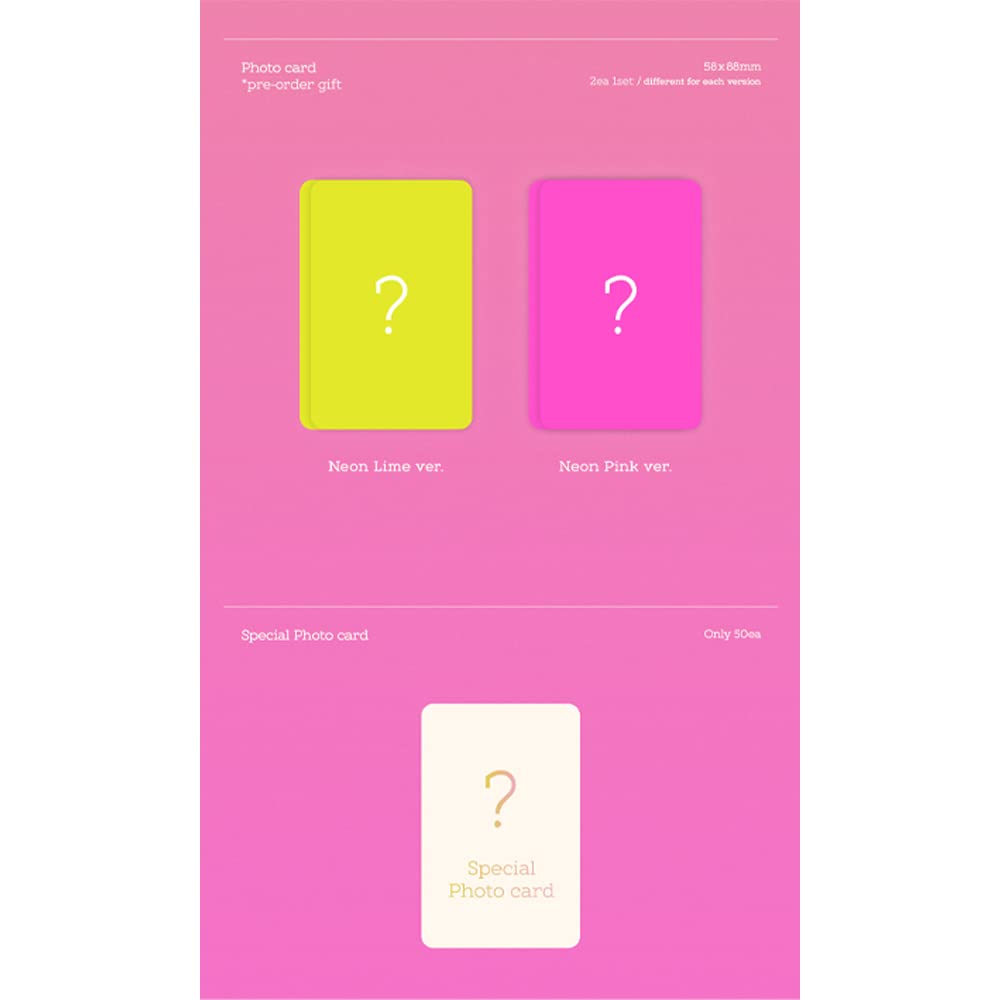 Photo card
*pre-order gift
58x88mm
2ea 1set / different for each version
?
?
Neon Lime ver.
Neon Pink ver.
Special Photo card
Only 50ea
?
Special
Photo card